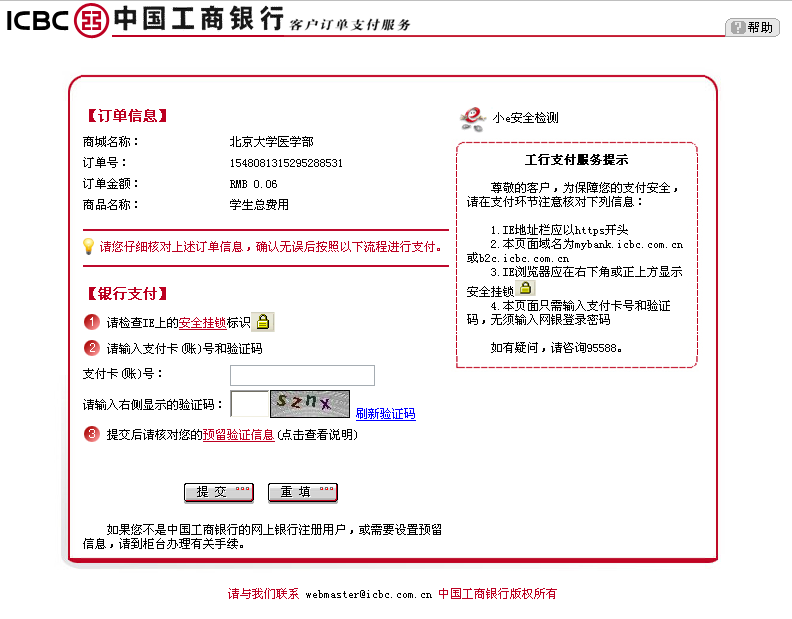 ICBC 中国工商银行 客户订单支付服务
帮助
【订单信息】
商城名称： 北京大学医学部
订单号： 1548081315295288531
订单金额： RMB 0.06
商品名称： 学生总费用
请您仔细核对上述订单信息，确认无误后按照以下流程进行支付。
【银行支付】
1 请检查IE上的安全挂锁标识
2 请输入支付卡(账)号和验证码
支付卡(账)号：
请输入右侧显示的验证码： sznx 刷新验证码
3 提交后请核对您的预留验证信息(点击查看说明)
提 交 重 填
如果您不是中国工商银行的网上银行注册用户，或需要设置预留
信息，请到柜台办理有关手续。
小e安全检测
工行支付服务提示
尊敬的客户，为保障您的支付安全，
请在支付环节注意核对下列信息：
1.IE地址栏应以https开头
2.本页面域名为mybank.icbc.com.cn
或b2c.icbc.com.cn
3.IE浏览器应在右下角或正上方显示
安全挂锁
4.本页面只需输入支付卡号和验证
码，无须输入网银登录密码
如有疑问，请咨询95588。
请与我们联系 webmaster@icbc.com.cn 中国工商银行版权所有